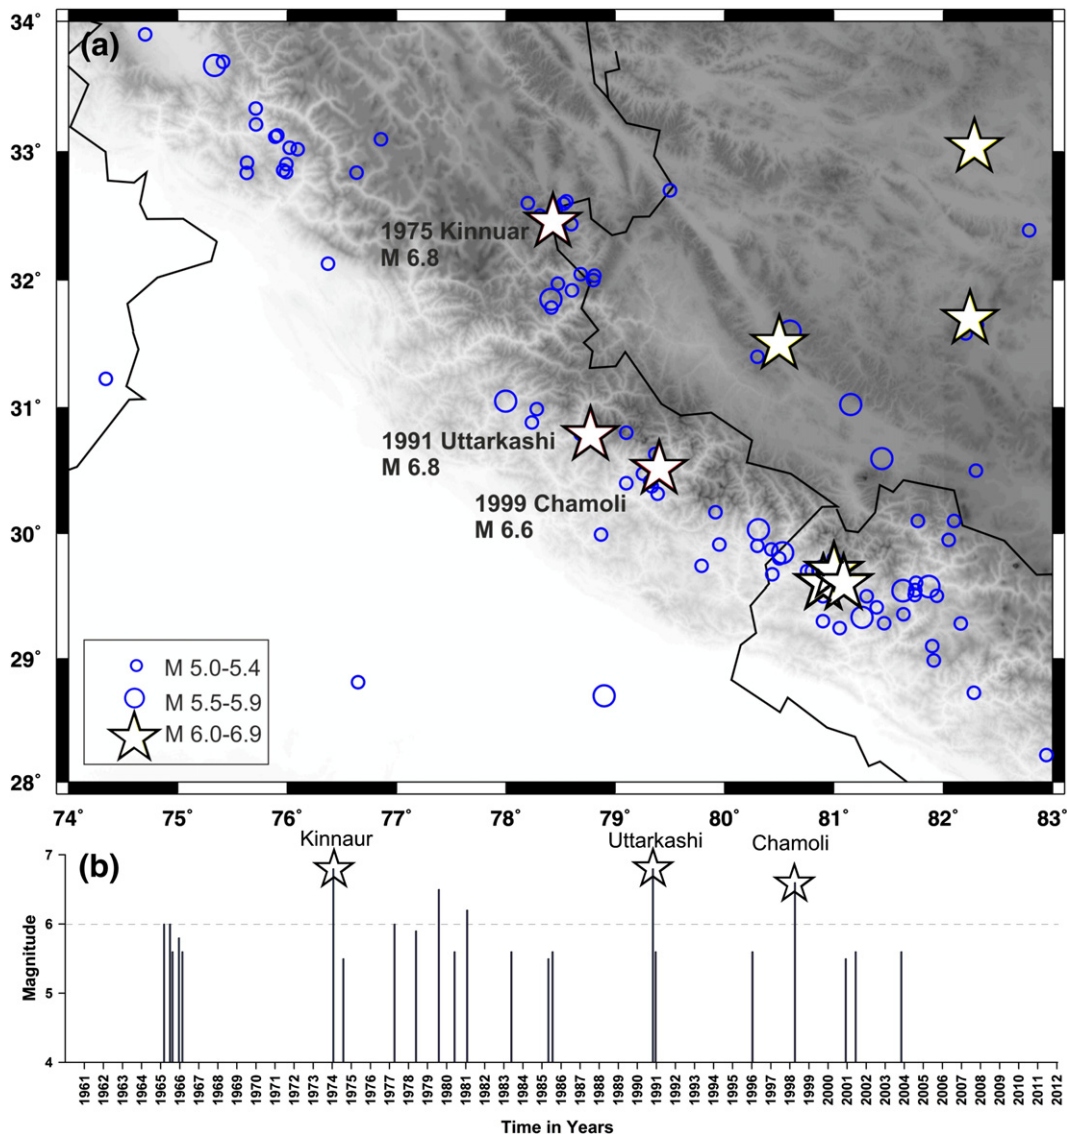 34°
(a)
33°
1975 Kinnuar
M 6.8
32°
31°
1991 Uttarkashi
M 6.8
1999 Chamoli
M 6.6
30°
29°
M 5.0-5.4
M 5.5-5.9
M 6.0-6.9
28°
74° 75° 76° 77° 78° 79° 80° 81° 82° 83°
Kinnaur Uttarkashi Chamoli
(b)
7
6
5
4
Magnitude
1961 1962 1963 1964 1965 1966 1967 1968 1969 1970 1971 1972 1973 1974 1975 1976 1977 1978 1979 1980 1981 1982 1983 1984 1985 1986 1987 1988 1989 1990 1991 1992 1993 1994 1995 1996 1997 1998 1999 2000 2001 2002 2003 2004 2005 2006 2007 2008 2009 2010 2011 2012
Time in Years